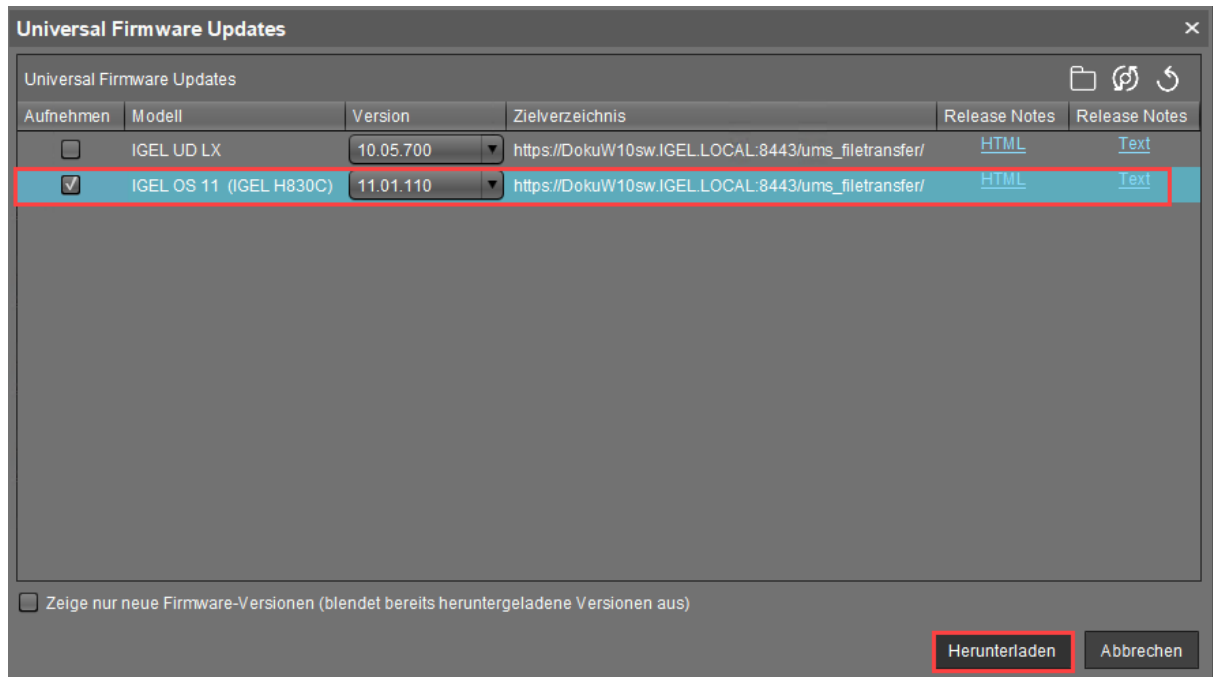 Universal Firmware Updates
Universal Firmware Updates
Aufnehmen Modell Version Zielverzeichnis Release Notes Release Notes
IGEL UD LX 10.05.700 https://DokuW10sw.IGEL.LOCAL:8443/ums_filetransfer/ HTML Text
IGEL OS 11 (IGEL H830C) 11.01.110 https://DokuW10sw.IGEL.LOCAL:8443/ums_filetransfer/ HTML Text
Zeige nur neue Firmware-Versionen (blendet bereits heruntergeladene Versionen aus)
Herunterladen Abbrechen